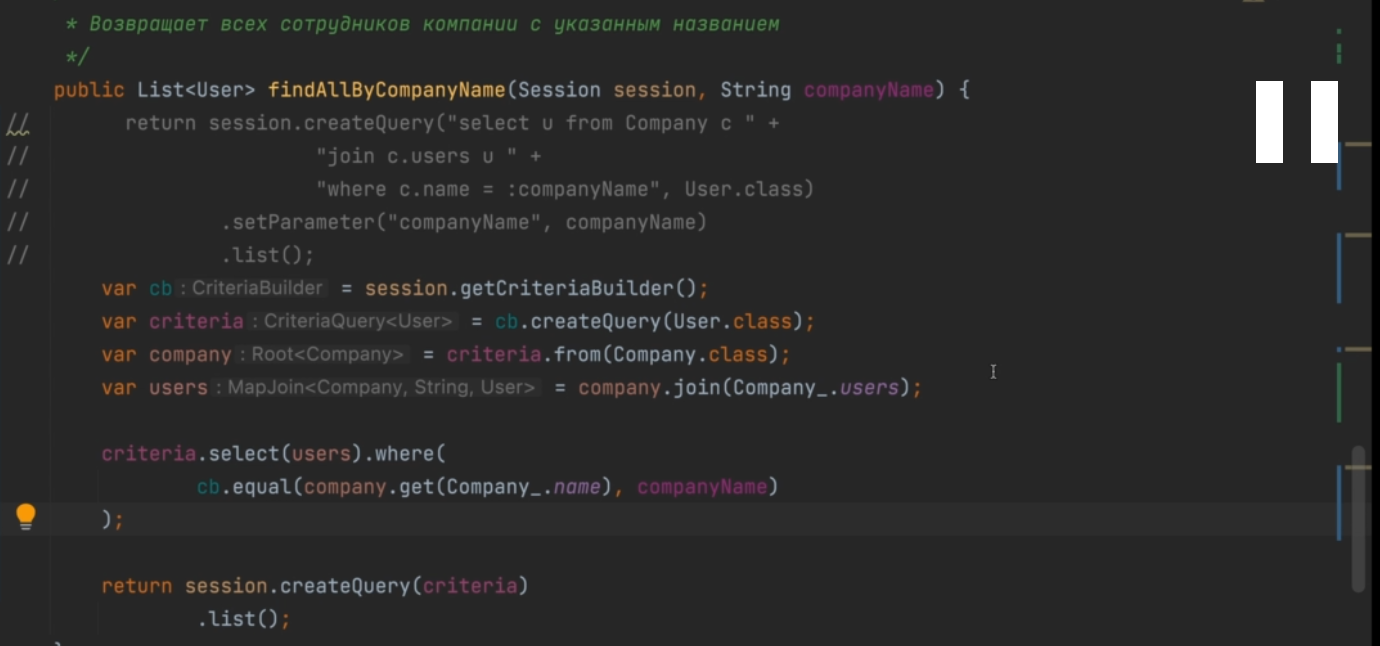 * Возвращает всех сотрудников компании с указанным названием
*/
public List<User> findAllByCompanyName(Session session, String companyName) {
// return session.createQuery("select u from Company c " +
// "join c.users u " +
// "where c.name = :companyName", User.class)
// .setParameter("companyName", companyName)
// .list();
var cb : CriteriaBuilder = session.getCriteriaBuilder();
var criteria : CriteriaQuery<User> = cb.createQuery(User.class);
var company : Root<Company> = criteria.from(Company.class);
var users : MapJoin<Company, String, User> = company.join(Company_.users);
criteria.select(users).where(
cb.equal(company.get(Company_.name), companyName)
);
return session.createQuery(criteria)
.list();